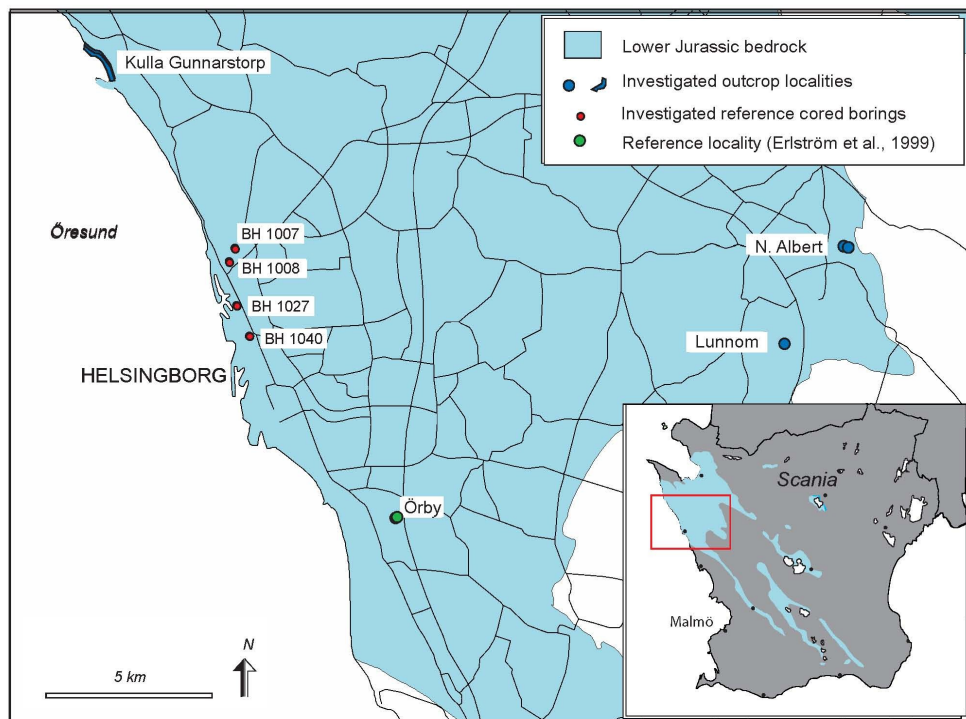 Kulla Gunnarstorp
Lower Jurassic bedrock
Investigated outcrop localities
Investigated reference cored borings
Reference locality (Erlström et al., 1999)
Öresund
BH 1007
BH 1008
BH 1027
BH 1040
N. Albert
Lunnom
HELSINGBORG
Örby
Scania
Malmö
N
5 km